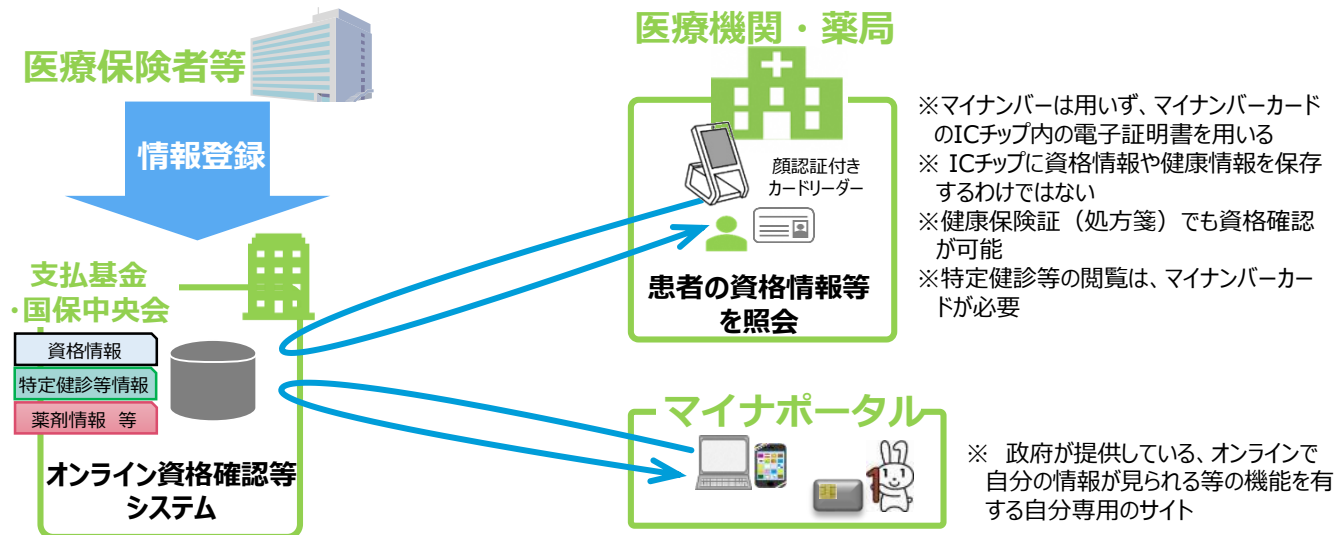 医療保険者等
情報登録
支払基金
・国保中央会
資格情報
特定健診等情報
薬剤情報 等
オンライン資格確認等
システム
医療機関・薬局
顔認証付き
カードリーダー
患者の資格情報等
を照会
※マイナンバーは用いず、マイナンバーカード
のICチップ内の電子証明書を用いる
※ ICチップに資格情報や健康情報を保存
するわけではない
※健康保険証（処方箋）でも資格確認
が可能
※特定健診等の閲覧は、マイナンバーカー
ドが必要
マイナポータル
※ 政府が提供している、オンラインで
自分の情報が見られる等の機能を有
する自分専用のサイト